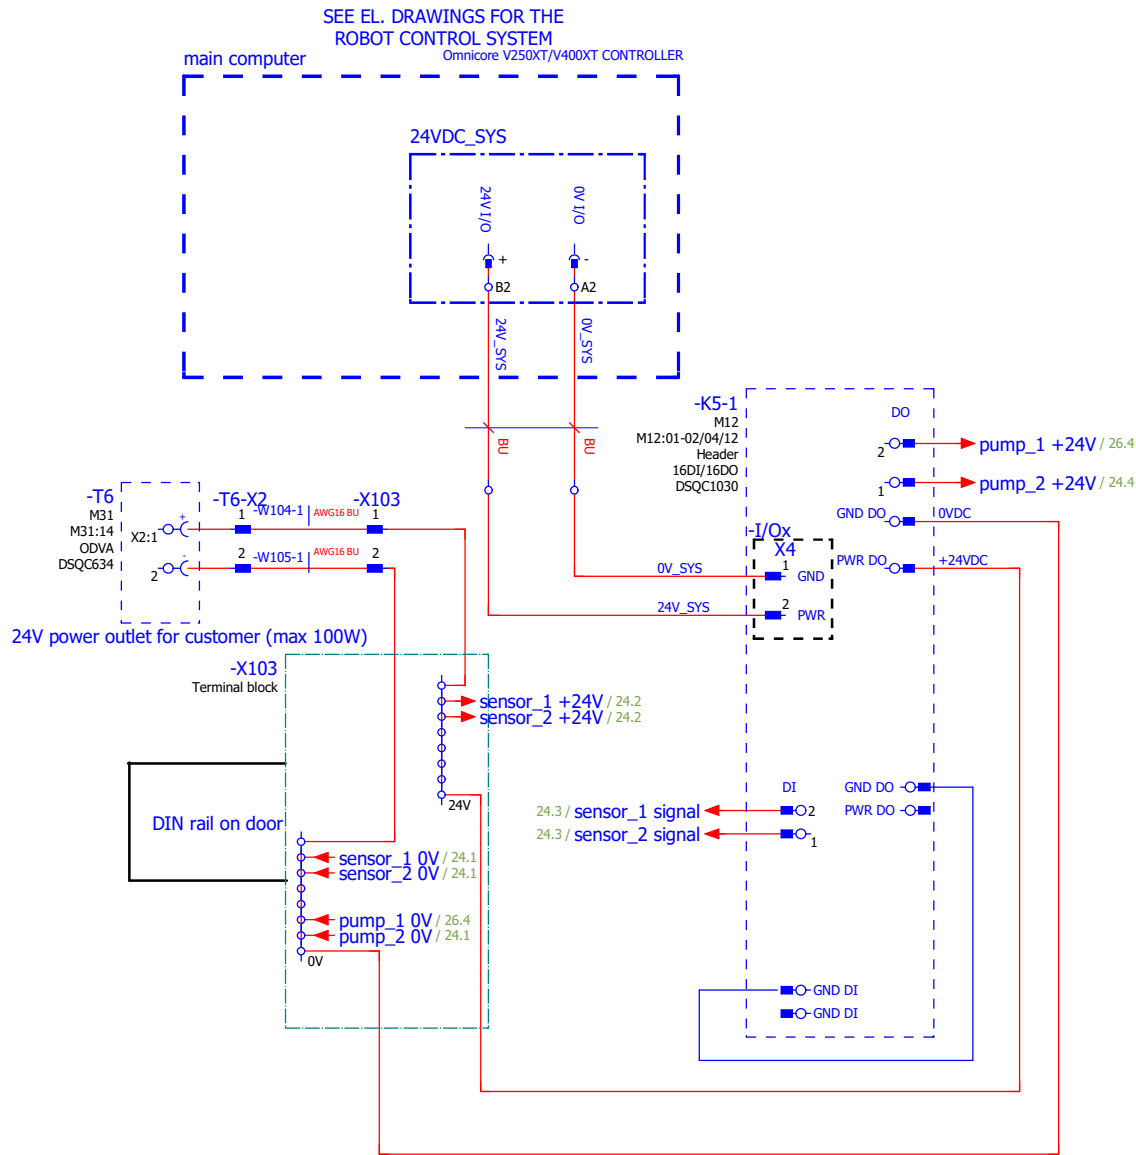 SEE EL. DRAWINGS FOR THE
ROBOT CONTROL SYSTEM
Omnicore V250XT/V400XT CONTROLLER
main computer
24VDC_SYS
24V I/O
0V I/O
+
-
B2
A2
24V_SYS
0V_SYS
BU
BU
-K5-1
M12
M12:01-02/04/12
Header
16DI/16DO
DSQC1030
DO
2
pump_1 +24V / 26.4
1
pump_2 +24V / 24.4
GND DO
0VDC
PWR DO
+24VDC
-I/Ox
X4
0V_SYS
1
GND
24V_SYS
2
PWR
-T6
M31
M31:14
ODVA
DSQC634
X2:1
+
2
-
-T6-X2
-X103
1
-W104-1
AWG16 BU
1
2
-W105-1
AWG16 BU
2
24V power outlet for customer (max 100W)
-X103
Terminal block
sensor_1 +24V / 24.2
sensor_2 +24V / 24.2
24V
DIN rail on door
sensor_1 0V / 24.1
sensor_2 0V / 24.1
pump_1 0V / 26.4
pump_2 0V / 24.1
0V
DI
24.3 / sensor_1 signal
2
24.3 / sensor_2 signal
1
GND DO
PWR DO
GND DI
GND DI